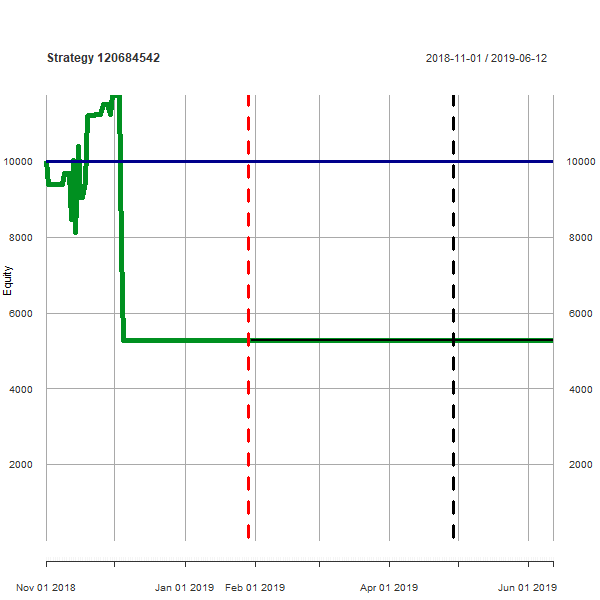 Strategy 120684542
2018-11-01 / 2019-06-12
10000 10000
8000 8000
6000 6000
4000 4000
2000 2000
Equity
Nov 01 2018 Jan 01 2019 Feb 01 2019 Apr 01 2019 Jun 01 2019